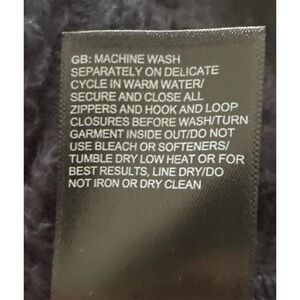 GB: MACHINE WASH
SEPARATELY ON DELICATE
CYCLE IN WARM WATER/
SECURE AND CLOSE ALL
ZIPPERS AND HOOK AND LOOP
CLOSURES BEFORE WASH/TURN
GARMENT INSIDE OUT/DO NOT
USE BLEACH OR SOFTENERS/
TUMBLE DRY LOW HEAT OR FOR
BEST RESULTS, LINE DRY/DO
NOT IRON OR DRY CLEAN